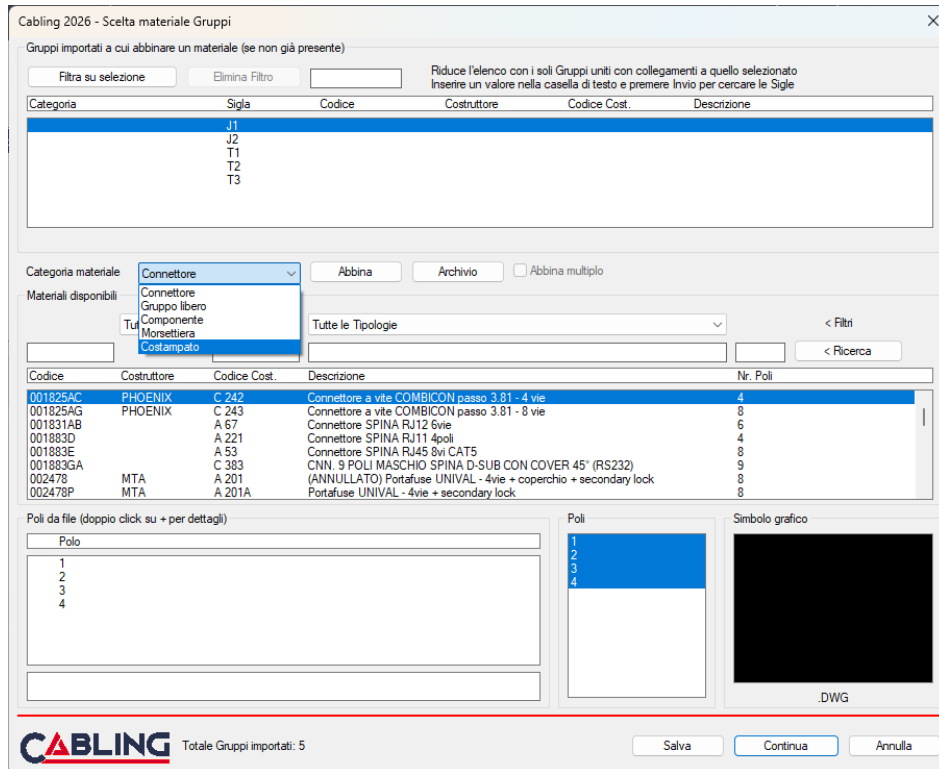 Cabling 2026 - Scelta materiale Gruppi
Gruppi importati a cui abbinare un materiale (se non già presente)
Filtra su selezione Elimina Filtro
Riduce l'elenco con i soli Gruppi uniti con collegamenti a quello selezionato
Inserire un valore nella casella di testo e premere Invio per cercare le Sigle
Categoria Sigla Codice Costruttore Codice Cost. Descrizione
J1
J2
T1
T2
T3
Categoria materiale Connettore Abbina Archivio Abbina multiplo
Connettore
Gruppo libero
Componente
Morsettiera
Costampato
Materiali disponibili
Tutte le Tipologie < Filtri
< Ricerca
Codice Costruttore Codice Cost. Descrizione Nr. Poli
001825AC PHOENIX C 242 Connettore a vite COMBICON passo 3.81 - 4 vie 4
001825AG PHOENIX C 243 Connettore a vite COMBICON passo 3.81 - 8 vie 8
001831AB A 67 Connettore SPINA RJ12 6vie 6
001883D A 221 Connettore SPINA RJ11 4poli 4
001883E A 53 Connettore SPINA RJ45 8vi CAT5 8
001883GA C 383 CNN. 9 POLI MASCHIO SPINA D-SUB CON COVER 45° (RS232) 9
002478 MTA A 201 (ANNULLATO) Portafuse UNIVAL - 4vie + coperchio + secondary lock 8
002478P MTA A 201A Portafuse UNIVAL - 4vie + secondary lock 8
Poli da file (doppio click su + per dettagli)
Polo
1
2
3
4
Poli
1
2
3
4
Simbolo grafico
.DWG
CABLING Totale Gruppi importati: 5 Salva Continua Annulla